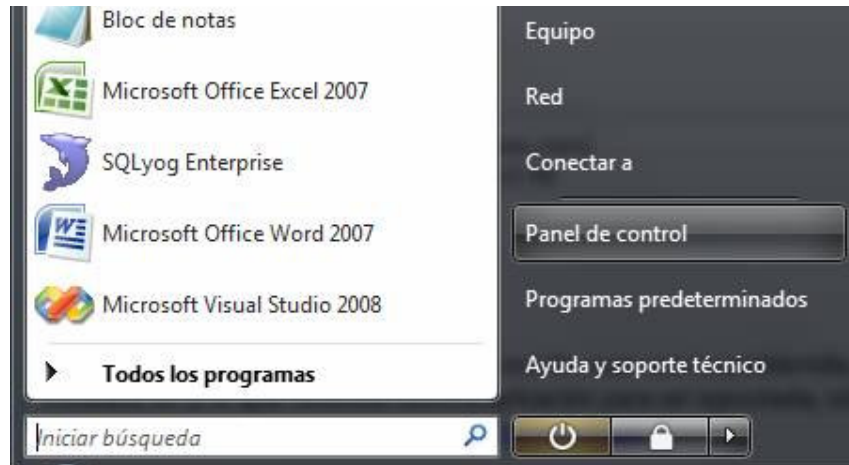 Bloc de notas
Microsoft Office Excel 2007
SQLyog Enterprise
Microsoft Office Word 2007
Microsoft Visual Studio 2008
Todos los programas
Iniciar búsqueda
Equipo
Red
Conectar a
Panel de control
Programas predeterminados
Ayuda y soporte técnico